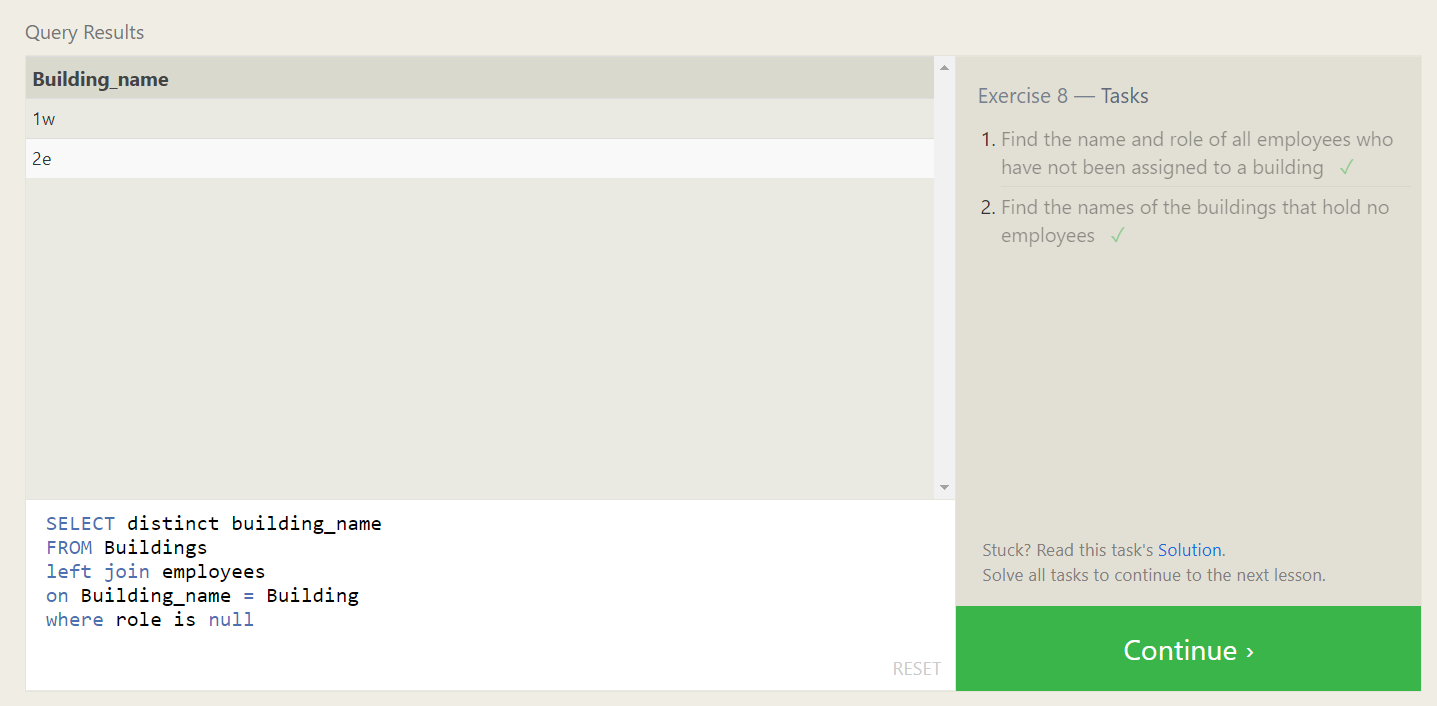 Query Results
Building_name
1w
2e
SELECT distinct building_name
FROM Buildings
left join employees
on Building_name = Building
where role is null
RESET
Exercise 8 — Tasks
1. Find the name and role of all employees who
have not been assigned to a building ✓
2. Find the names of the buildings that hold no
employees ✓
Stuck? Read this task's Solution.
Solve all tasks to continue to the next lesson.
Continue ›